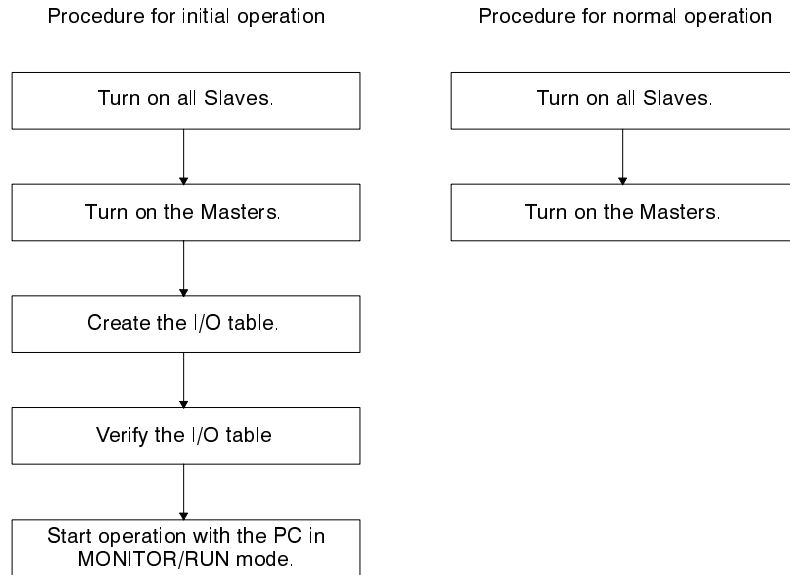 Procedure for initial operation
Turn on all Slaves.
Turn on the Masters.
Create the I/O table.
Verify the I/O table
Start operation with the PC in
MONITOR/RUN mode.
Procedure for normal operation
Turn on all Slaves.
Turn on the Masters.